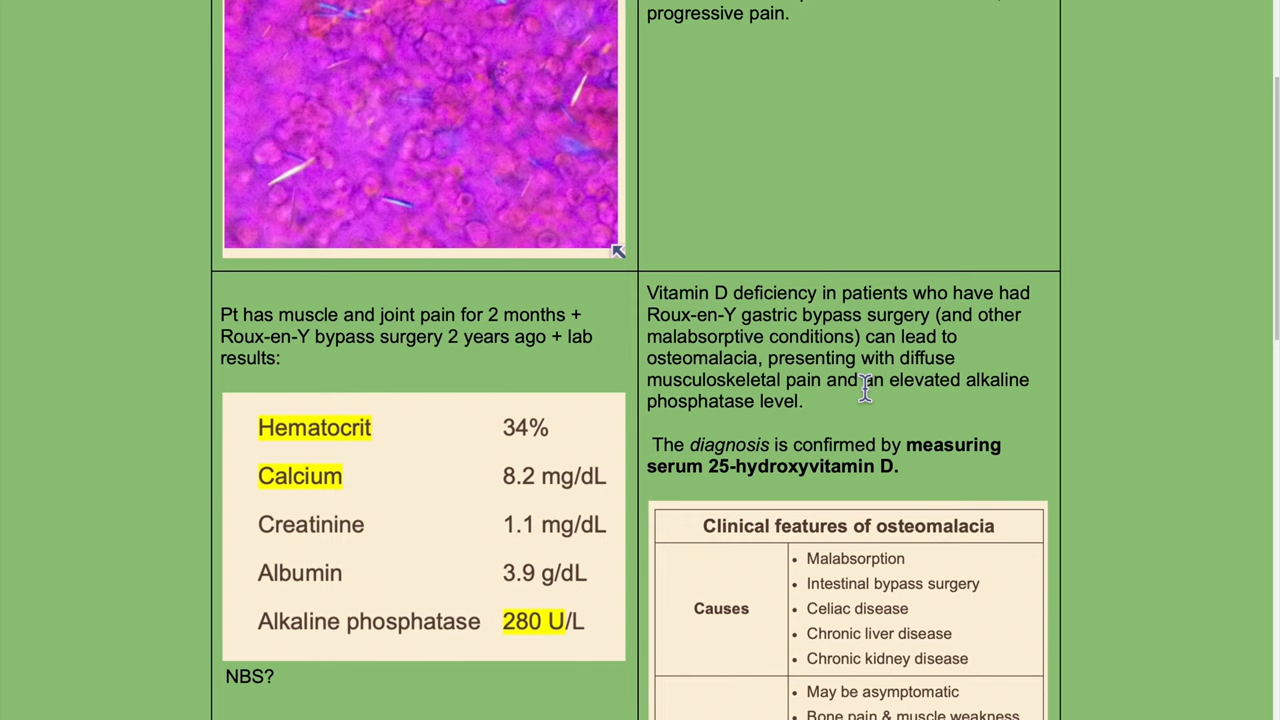 progressive pain.
Pt has muscle and joint pain for 2 months +
Roux-en-Y bypass surgery 2 years ago + lab
results:
Hematocrit 34%
Calcium 8.2 mg/dL
Creatinine 1.1 mg/dL
Albumin 3.9 g/dL
Alkaline phosphatase 280 U/L
NBS?
Vitamin D deficiency in patients who have had
Roux-en-Y gastric bypass surgery (and other
malabsorptive conditions) can lead to
osteomalacia, presenting with diffuse
musculoskeletal pain and an elevated alkaline
phosphatase level.
The diagnosis is confirmed by measuring
serum 25-hydroxyvitamin D.
Clinical features of osteomalacia
Causes
• Malabsorption
• Intestinal bypass surgery
• Celiac disease
• Chronic liver disease
• Chronic kidney disease
• May be asymptomatic
• Bone pain & muscle weakness